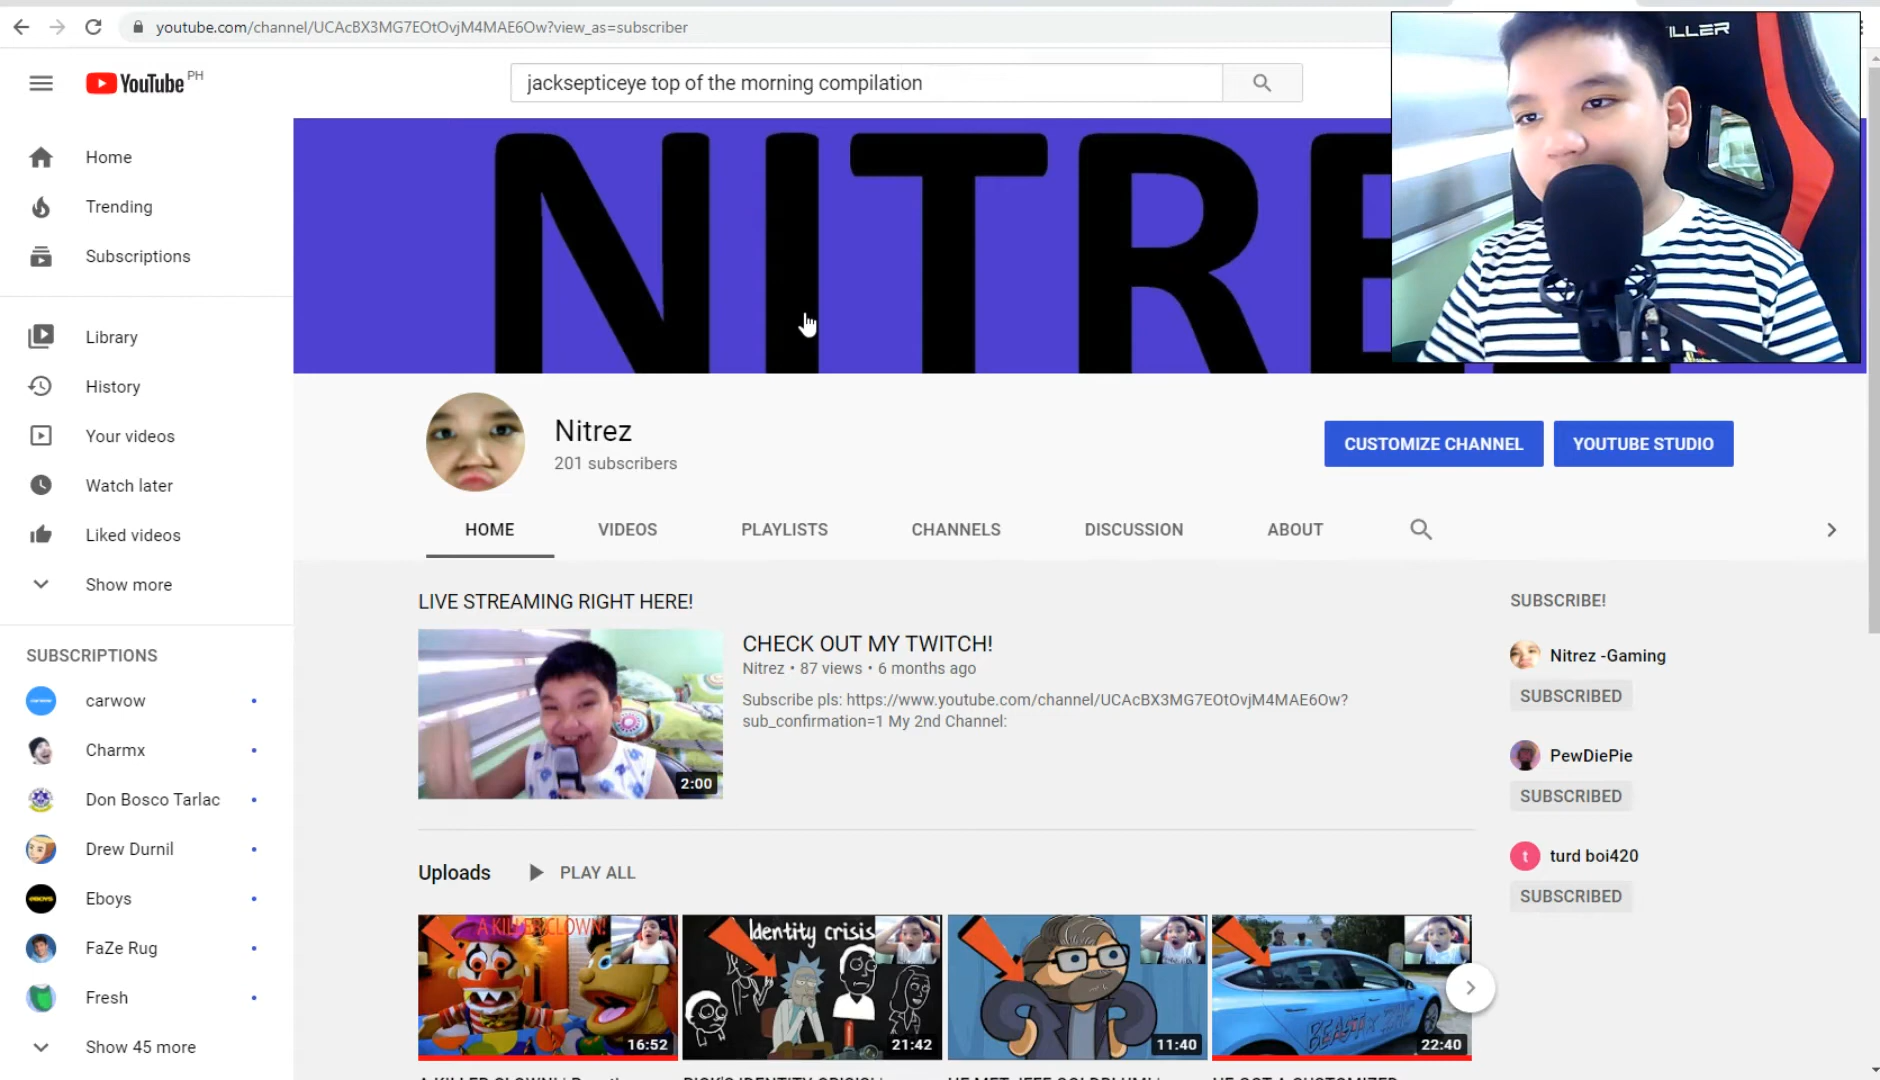 youtube.com/channel/UCAcBX3MG7EOtOvjM4MAE6Ow?view_as=subscriber
YouTube PH
jacksepticeye top of the morning compilation
ILLER
NITRE
Home
Trending
Subscriptions
Library
History
Your videos
Watch later
Liked videos
Show more
SUBSCRIPTIONS
carwow
Charmx
Don Bosco Tarlac
Drew Durnil
Eboys
FaZe Rug
Fresh
Show 45 more
Nitrez
201 subscribers
CUSTOMIZE CHANNEL
YOUTUBE STUDIO
HOME VIDEOS PLAYLISTS CHANNELS DISCUSSION ABOUT
LIVE STREAMING RIGHT HERE!
2:00
CHECK OUT MY TWITCH!
Nitrez • 87 views • 6 months ago
Subscribe pls: https://www.youtube.com/channel/UCAcBX3MG7EOtOvjM4MAE6Ow?
sub_confirmation=1 My 2nd Channel:
SUBSCRIBE!
Nitrez -Gaming
SUBSCRIBED
PewDiePie
SUBSCRIBED
t turd boi420
SUBSCRIBED
Uploads PLAY ALL
A KILLER CLOWN!
16:52
Identity crisis
21:42
11:40
22:40